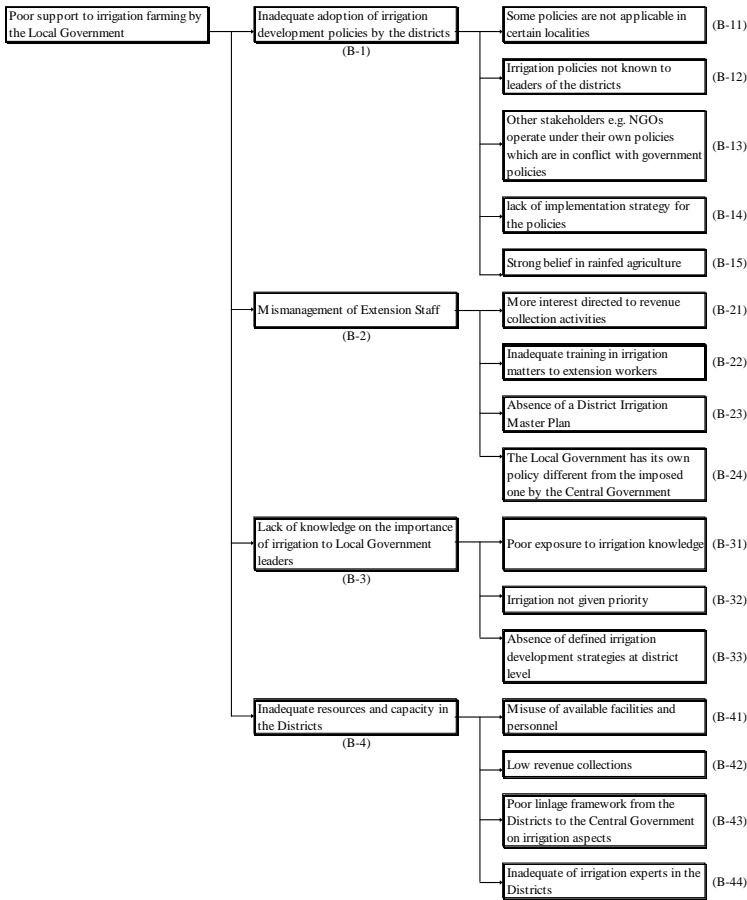 Poor support to irrigation farming by
the Local Government
Inadequate adoption of irrigation
development policies by the districts
(B-1)
Some policies are not applicable in
certain localities
(B-11)
Irrigation policies not known to
leaders of the districts
(B-12)
Other stakeholders e.g. NGOs
operate under their own policies
which are in conflict with government
policies
(B-13)
lack of implementation strategy for
the policies
(B-14)
Strong belief in rainfed agriculture
(B-15)
Mismanagement of Extension Staff
(B-2)
More interest directed to revenue
collection activities
(B-21)
Inadequate training in irrigation
matters to extension workers
(B-22)
Absence of a District Irrigation
Master Plan
(B-23)
The Local Government has its own
policy different from the imposed
one by the Central Government
(B-24)
Lack of knowledge on the importance
of irrigation to Local Government
leaders
(B-3)
Poor exposure to irrigation knowledge
(B-31)
Irrigation not given priority
(B-32)
Absence of defined irrigation
development strategies at district
level
(B-33)
Inadequate resources and capacity in
the Districts
(B-4)
Misuse of available facilities and
personnel
(B-41)
Low revenue collections
(B-42)
Poor linlage framework from the
Districts to the Central Government
on irrigation aspects
(B-43)
Inadequate of irrigation experts in the
Districts
(B-44)